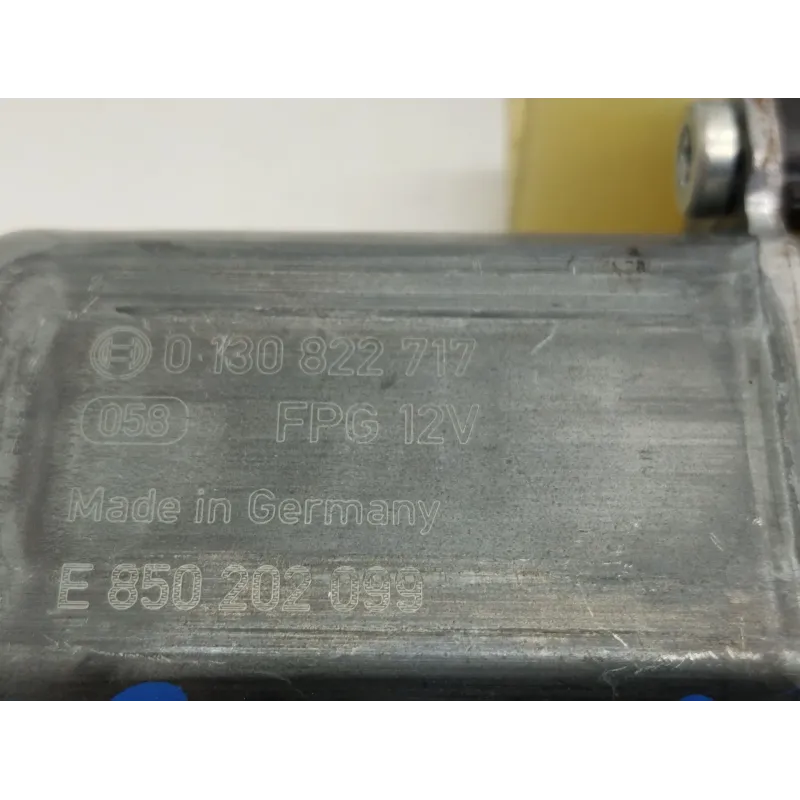 0 130 822 717
058 FPG 12V
Made in Germany
E 850 202 099